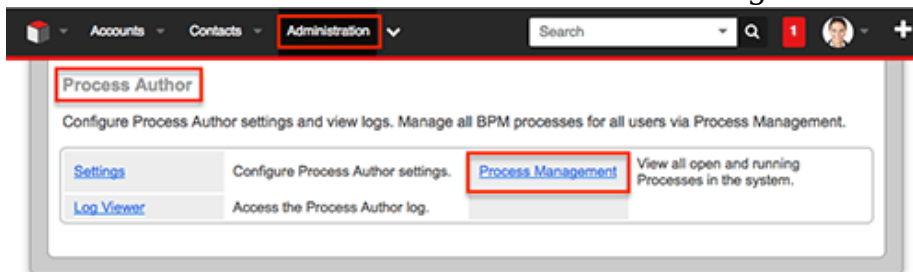 Accounts Contacts Administration Search 1
Process Author
Configure Process Author settings and view logs. Manage all BPM processes for all users via Process Management.
Settings Configure Process Author settings. Process Management View all open and running
Processes in the system.
Log Viewer Access the Process Author log.